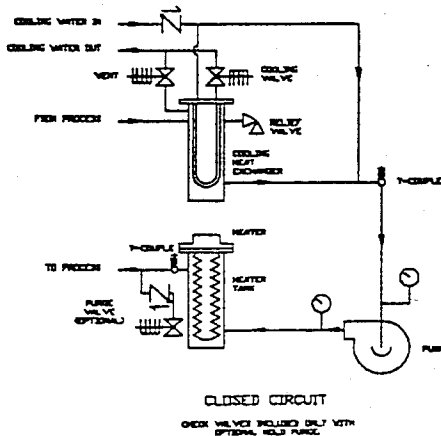 COOLING WATER IN
COOLING WATER OUT
VENT
COOLING
VALVE
FROM PROCESS
RELIEF
VALVE
COOLING
HEAT
EXCHANGER
T-COUPLE
HEATER
T-COUPLE
TO PROCESS
HEATER
TANK
PURGE
VALVE
(OPTIONAL)
PUM
CLOSED CIRCUIT
CHECK VALVES INCLUDED ONLY WITH
OPTIONAL MOLD PURGE.